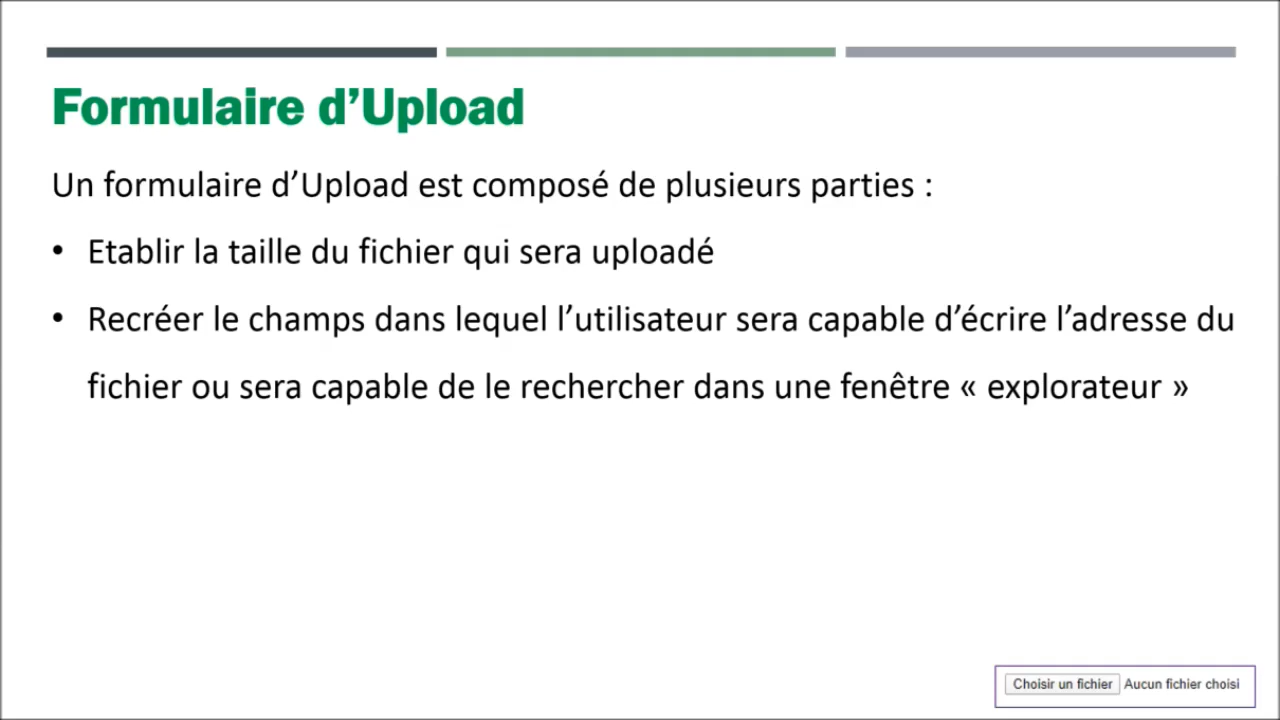 Formulaire d’Upload
Un formulaire d’Upload est composé de plusieurs parties :
• Etablir la taille du fichier qui sera uploadé
• Recréer le champs dans lequel l’utilisateur sera capable d’écrire l’adresse du
fichier ou sera capable de le rechercher dans une fenêtre « explorateur »
Choisir un fichier Aucun fichier choisi